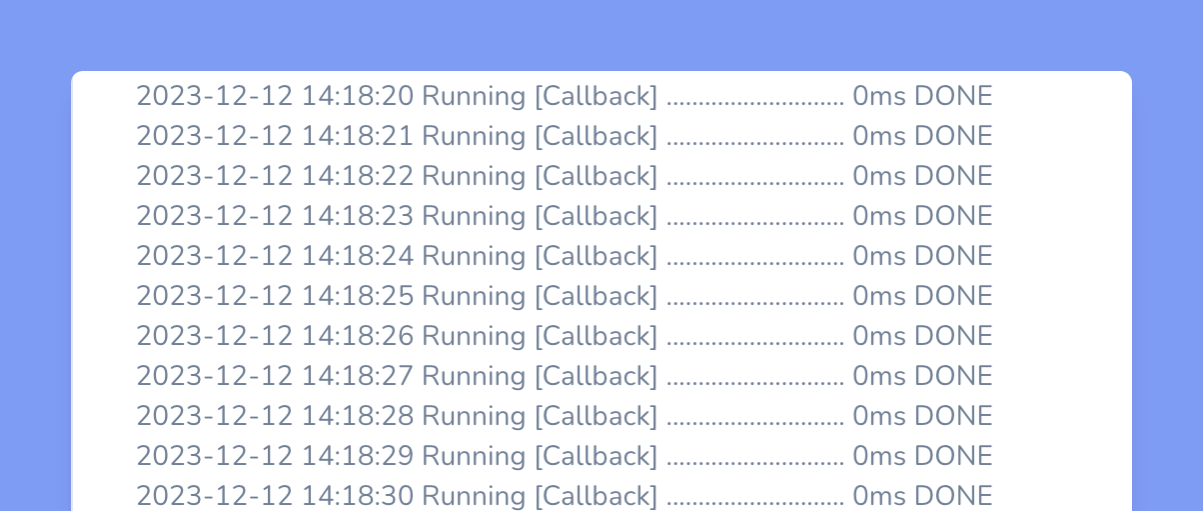 2023-12-12 14:18:20 Running [Callback] ............................ 0ms DONE
2023-12-12 14:18:21 Running [Callback] ............................ 0ms DONE
2023-12-12 14:18:22 Running [Callback] ............................ 0ms DONE
2023-12-12 14:18:23 Running [Callback] ............................ 0ms DONE
2023-12-12 14:18:24 Running [Callback] ............................ 0ms DONE
2023-12-12 14:18:25 Running [Callback] ............................ 0ms DONE
2023-12-12 14:18:26 Running [Callback] ............................ 0ms DONE
2023-12-12 14:18:27 Running [Callback] ............................ 0ms DONE
2023-12-12 14:18:28 Running [Callback] ............................ 0ms DONE
2023-12-12 14:18:29 Running [Callback] ............................ 0ms DONE
2023-12-12 14:18:30 Running [Callback] ............................ 0ms DONE